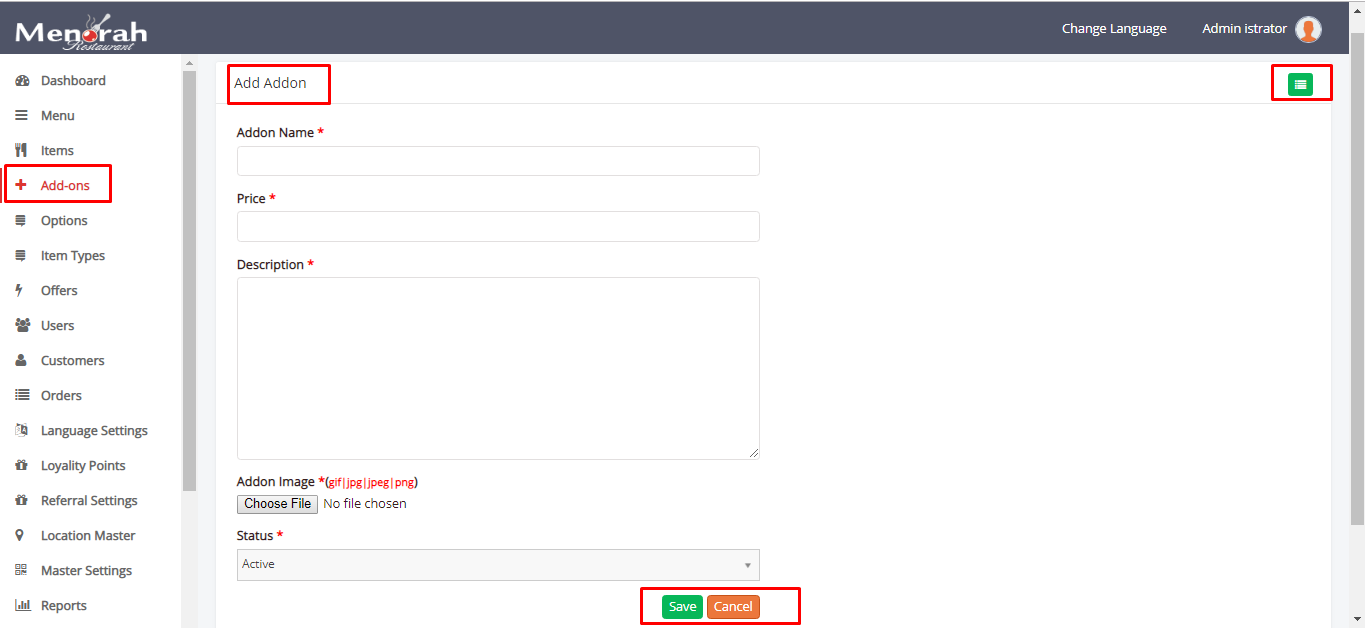 Menorah
Restaurant
Change Language
Admin istrator
Dashboard
Menu
Items
Add-ons
Options
Item Types
Offers
Users
Customers
Orders
Language Settings
Loyality Points
Referral Settings
Location Master
Master Settings
Reports
Add Addon
Addon Name *
Price *
Description *
Addon Image *(gif|jpg|jpeg|png)
Choose File No file chosen
Status *
Active
Save Cancel